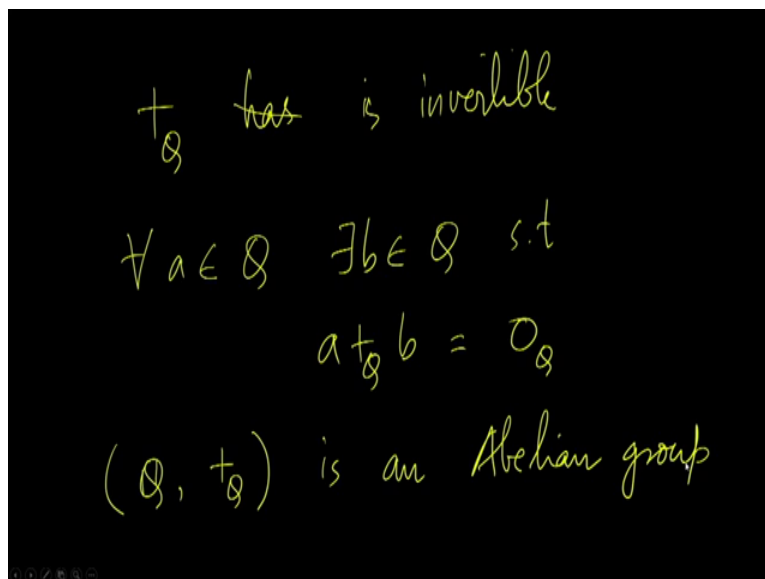 +_Q has is invertible
∀ a ∈ Q ∃b ∈ Q s.t
a +_Q b = 0_Q
(Q, +_Q) is an Abelian group